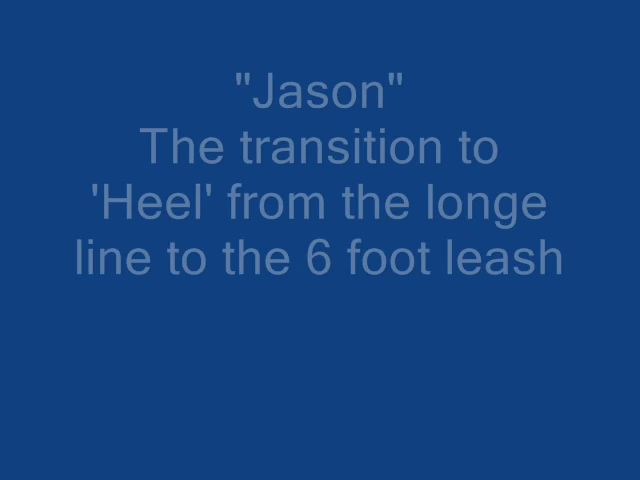 "Jason"
The transition to
'Heel' from the longe
line to the 6 foot leash